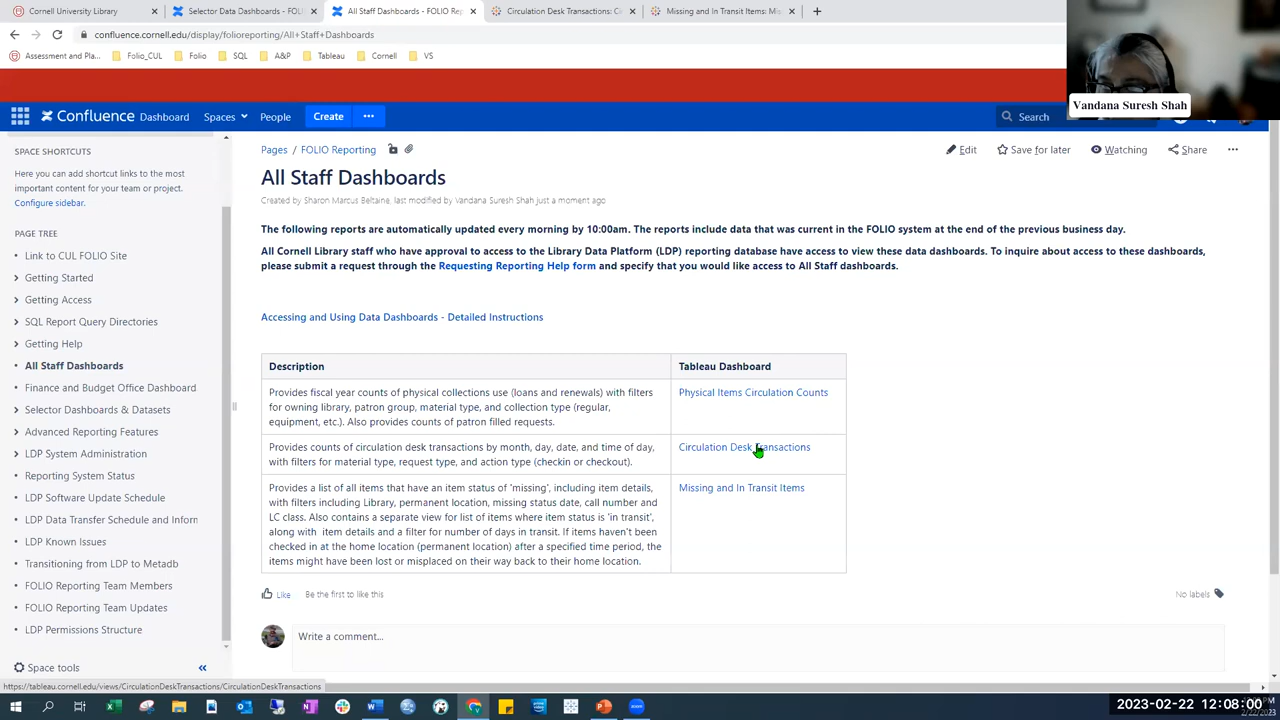 Cornell University Library
Selector Data Dashboards - FOLI
All Staff Dashboards - FOLIO Rep
Circulation Desk Transactions: Ci
Missing and In Transit Items: Mis
confluence.cornell.edu/display/folioreporting/All+Staff+Dashboards
Assessment and Pla...
Folio_CUL
Folio
SQL
A&P
Tableau
Cornell
VS
Vandana Suresh Shah
Confluence
Dashboard
Spaces
People
Create
Search
SPACE SHORTCUTS
Here you can add shortcut links to the most
important content for your team or project.
Configure sidebar.
PAGE TREE
Link to CUL FOLIO Site
Getting Started
Getting Access
SQL Report Query Directories
Getting Help
All Staff Dashboards
Finance and Budget Office Dashboard
Selector Dashboards & Datasets
Advanced Reporting Features
LDP System Administration
Reporting System Status
LDP Software Update Schedule
LDP Data Transfer Schedule and Inforn
LDP Known Issues
Transitioning from LDP to Metadb
FOLIO Reporting Team Members
FOLIO Reporting Team Updates
LDP Permissions Structure
Space tools
Pages / FOLIO Reporting
Edit
Save for later
Watching
Share
All Staff Dashboards
Created by Sharon Marcus Beltaine, last modified by Vandana Suresh Shah just a moment ago
The following reports are automatically updated every morning by 10:00am. The reports include data that was current in the FOLIO system at the end of the previous business day.
All Cornell Library staff who have approval to access to the Library Data Platform (LDP) reporting database have access to view these data dashboards. To inquire about access to these dashboards,
please submit a request through the Requesting Reporting Help form and specify that you would like access to All Staff dashboards.
Accessing and Using Data Dashboards - Detailed Instructions
Description
Tableau Dashboard
Provides fiscal year counts of physical collections use (loans and renewals) with filters
for owning library, patron group, material type, and collection type (regular,
equipment, etc.). Also provides counts of patron filled requests.
Physical Items Circulation Counts
Provides counts of circulation desk transactions by month, day, date, and time of day,
with filters for material type, request type, and action type (checkin or checkout).
Circulation Desk Transactions
Provides a list of all items that have an item status of 'missing', including item details,
with filters including Library, permanent location, missing status date, call number and
LC class. Also contains a separate view for list of items where item status is 'in transit',
along with item details and a filter for number of days in transit. If items haven't been
checked in at the home location (permanent location) after a specified time period, the
items might have been lost or misplaced on their way back to their home location.
Missing and In Transit Items
Like
Be the first to like this
No labels
Write a comment...
https://tableau.cornell.edu/views/CirculationDeskTransactions/CirculationDeskTransactions
2023-02-22 12:08:00